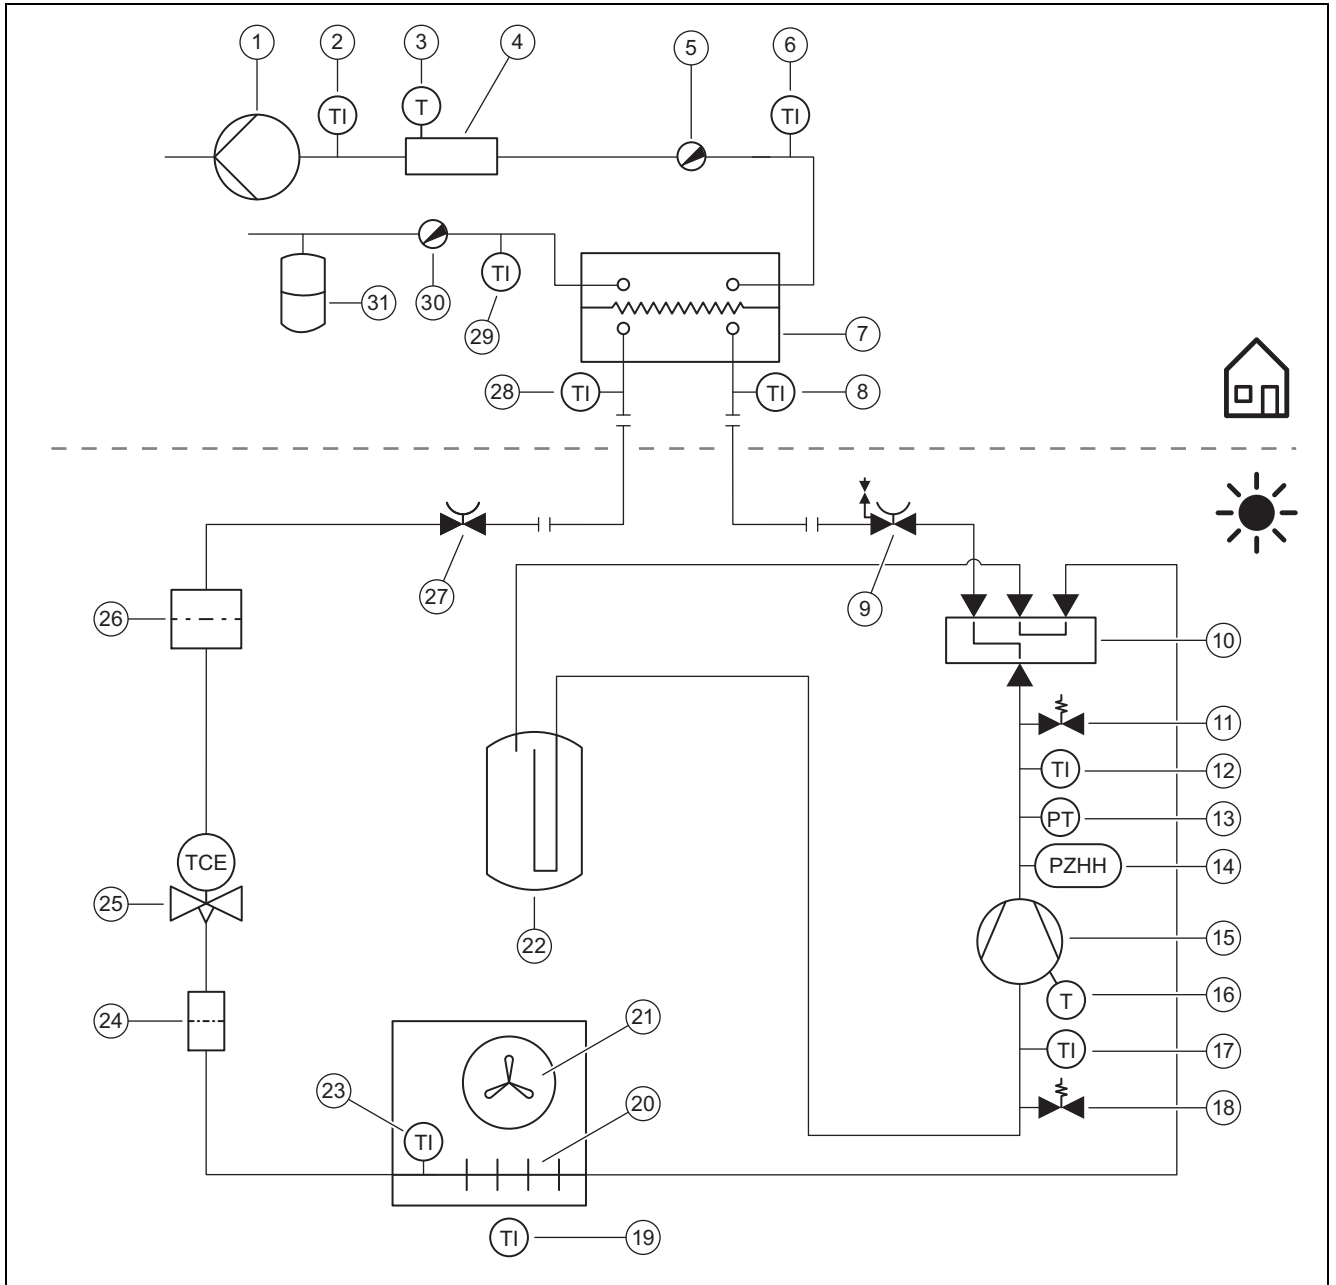 1 2 3 4 5 6
TI T TI
31 30 TI
29
7
28 TI TI 8
27 9
26 10
11
TI 12
PT 13
TCE PZHH 14
25 15
22
T 16
24 21 TI 17
23 20 18
TI
TI 19